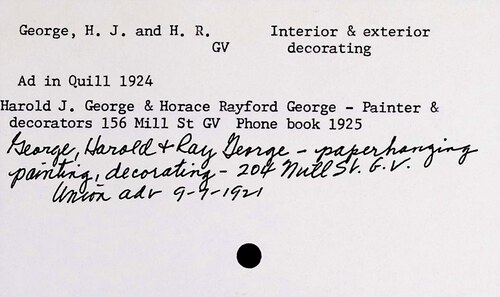 George, H. J. and H. R. Interior & exterior
GV decorating
Ad in Quill 1924
Harold J. George & Horace Rayford George - Painter &
decorators 156 Mill St GV Phone book 1925
George, Harold & Ray George - paperhanging
painting, decorating - 204 Mill St. G.V.
Union adv 9-7-1921